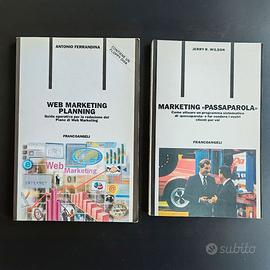 ANTONIO FERRANDINA
WEB MARKETING
PLANNING
Guida operativa per la redazione del
Piano di Web Marketing
FRANCOANGELI
Web
Marketing
JERRY R. WILSON
MARKETING «PASSAPAROLA»
Come attuare un programma sistematico
di «passaparola» e far vendere i vostri
clienti per voi
FRANCOANGELI
subito